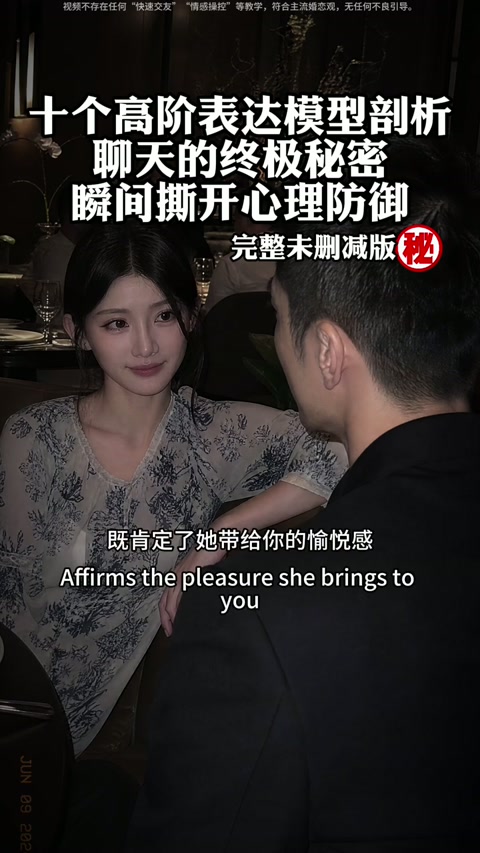 视频不存在任何“快速交友”“情感操控”等教学，符合主流婚恋观，无任何不良引导。
十个高阶表达模型剖析
聊天的终极秘密
瞬间撕开心理防御
完整未删减版 秘
既肯定了她带给你的愉悦感
Affirms the pleasure she brings to
you
JUN 09 202